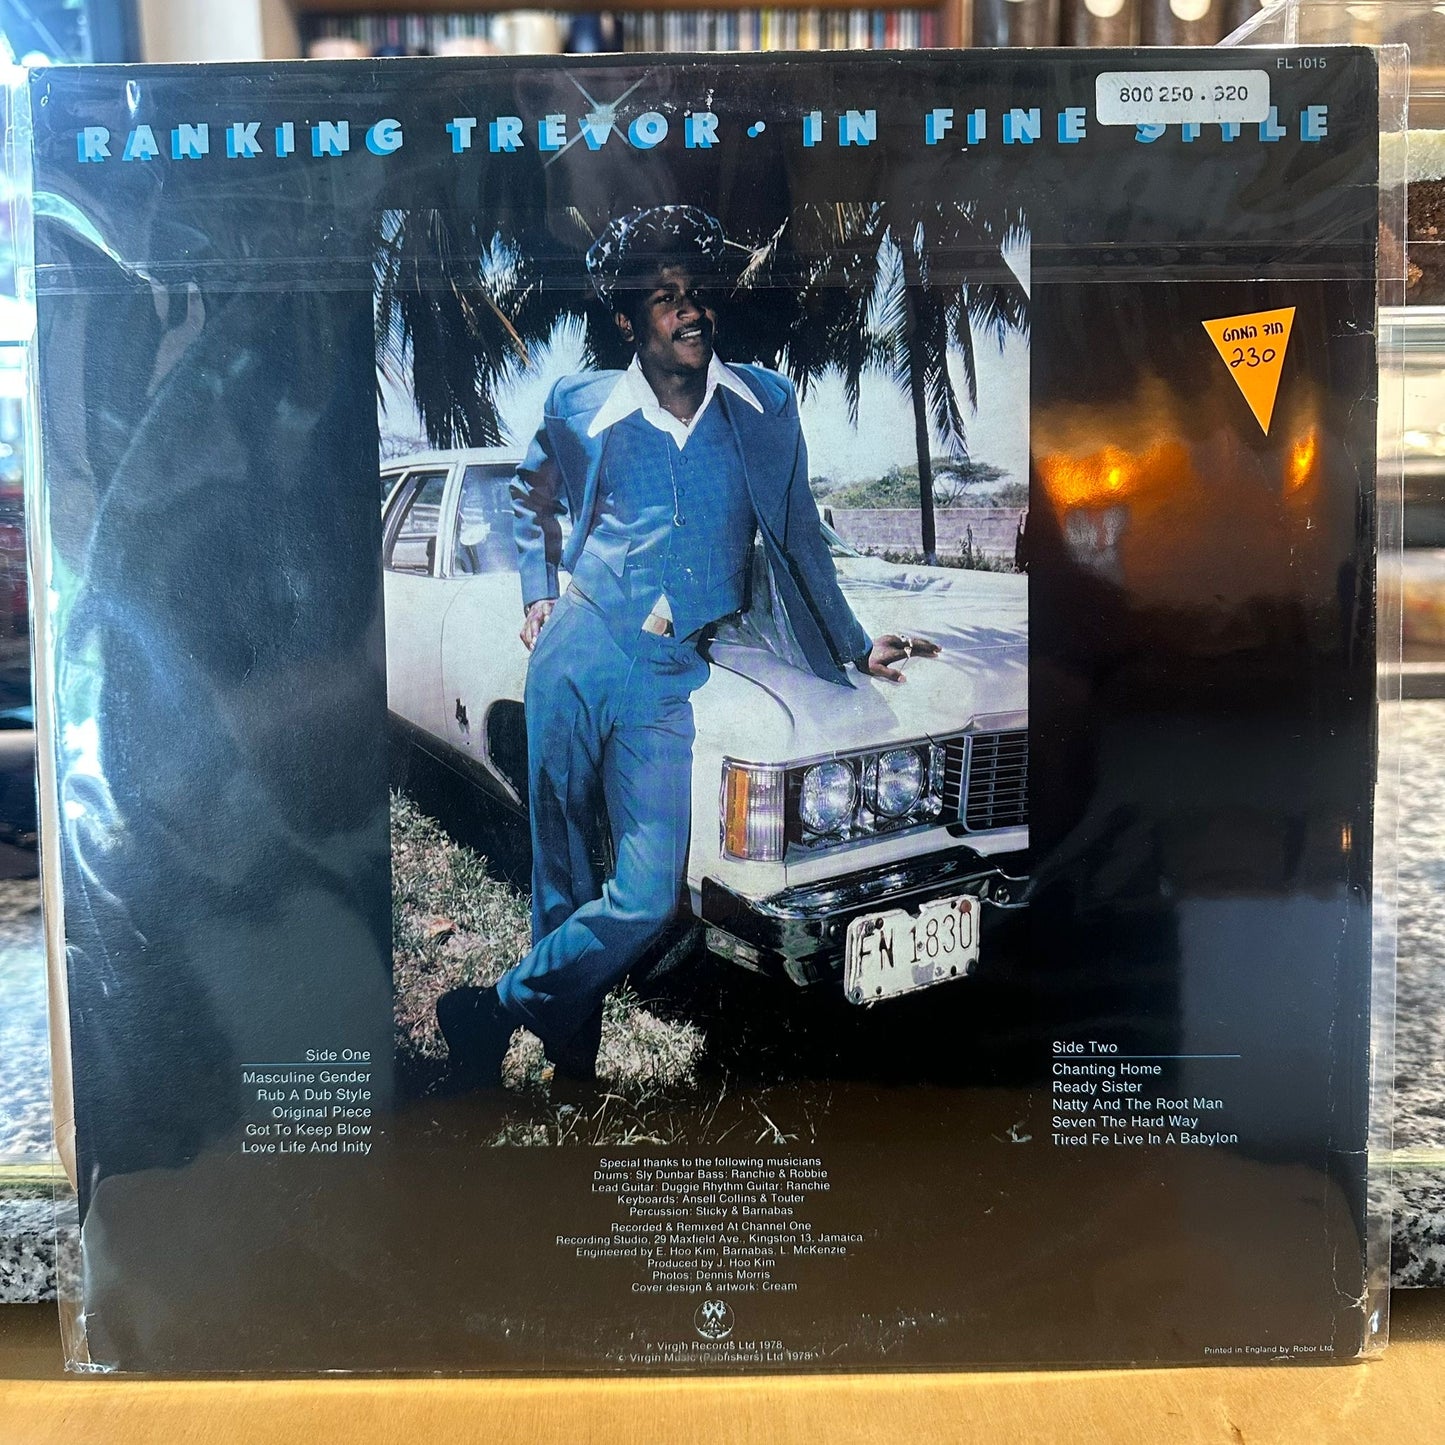 FL 1015
800 250 . 320
RANKING TREVOR · IN FINE STYLE
חוד המחט
230
FN 1830
Side One
Masculine Gender
Rub A Dub Style
Original Piece
Got To Keep Blow
Love Life And Inity
Side Two
Chanting Home
Ready Sister
Natty And The Root Man
Seven The Hard Way
Tired Fe Live In A Babylon
Special thanks to the following musicians
Drums: Sly Dunbar Bass: Ranchie & Robbie
Lead Guitar: Duggie Rhythm Guitar: Ranchie
Keyboards: Ansell Collins & Touter
Percussion: Sticky & Barnabas
Recorded & Remixed At Channel One
Recording Studio, 29 Maxfield Ave., Kingston 13, Jamaica.
Engineered by E. Hoo Kim, Barnabas. L. McKenzie
Produced by J. Hoo Kim
Photos: Dennis Morris
Cover design & artwork: Cream
℗ Virgin Records Ltd 1978.
© Virgin Music (Publishers) Ltd 1978.
Printed in England by Robor Ltd.